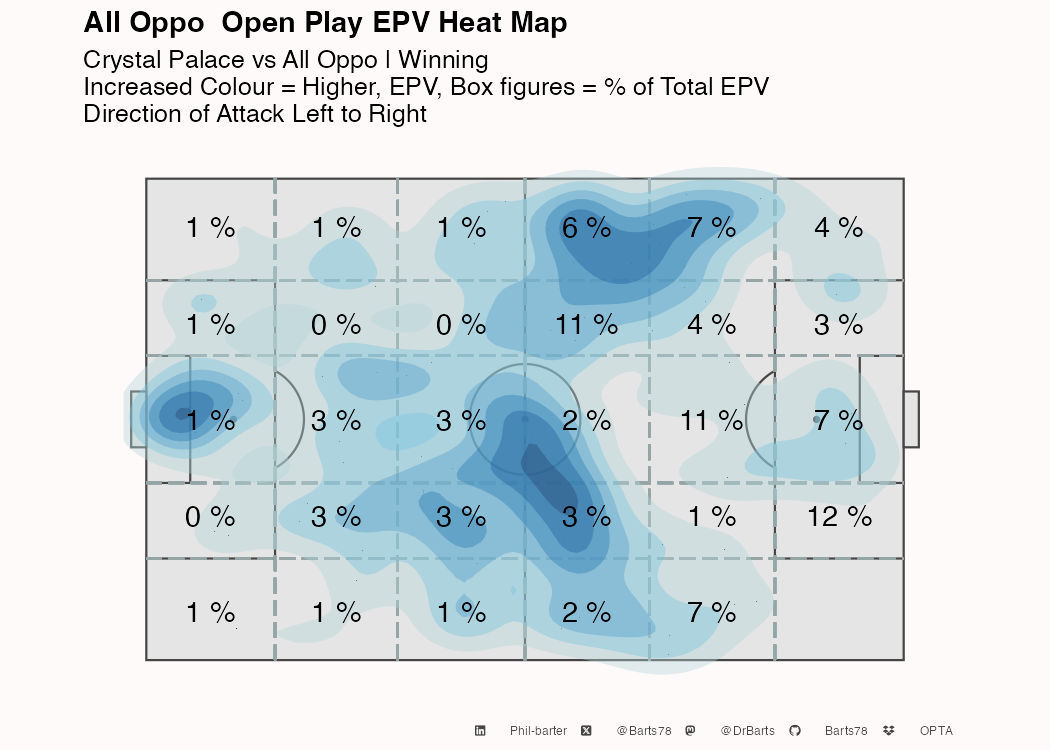 All Oppo  Open Play EPV Heat Map
Crystal Palace vs All Oppo | Winning
Increased Colour = Higher, EPV, Box figures = % of Total EPV
Direction of Attack Left to Right
1 % 1 % 1 % 6 % 7 % 4 %
1 % 0 % 0 % 11 % 4 % 3 %
1 % 3 % 3 % 2 % 11 % 7 %
0 % 3 % 3 % 3 % 1 % 12 %
1 % 1 % 1 % 2 % 7 %
Phil-barter @Barts78 @DrBarts Barts78 OPTA